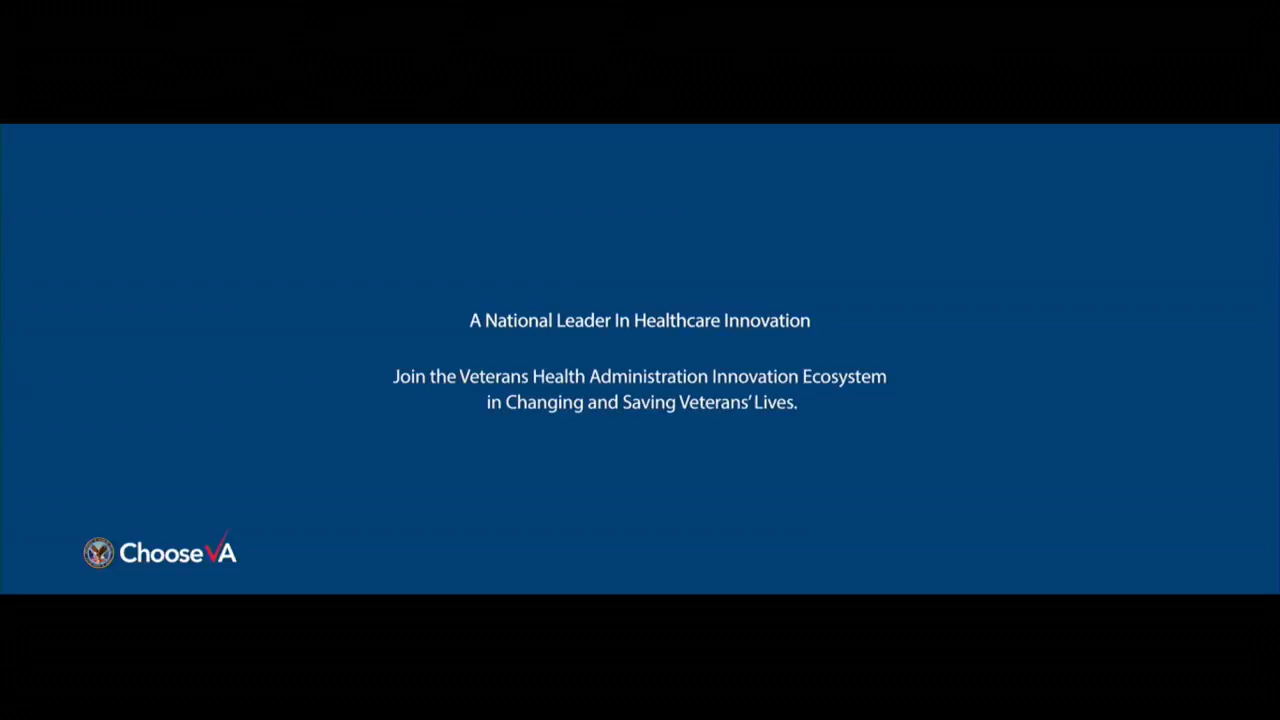 A National Leader In Healthcare Innovation
Join the Veterans Health Administration Innovation Ecosystem
in Changing and Saving Veterans' Lives.
ChooseVA